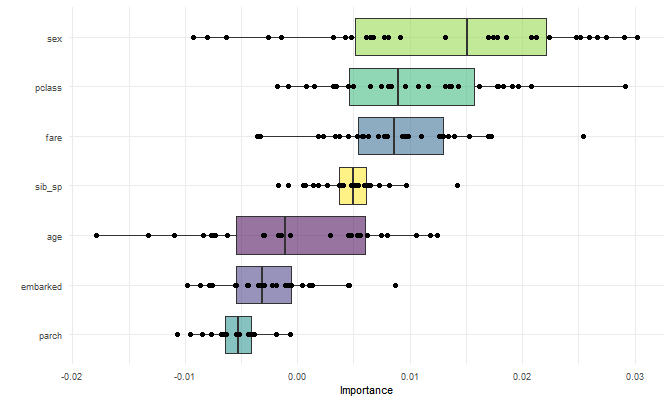 sex
pclass
fare
sib_sp
age
embarked
parch
-0.02 -0.01 0.00 0.01 0.02 0.03
Importance